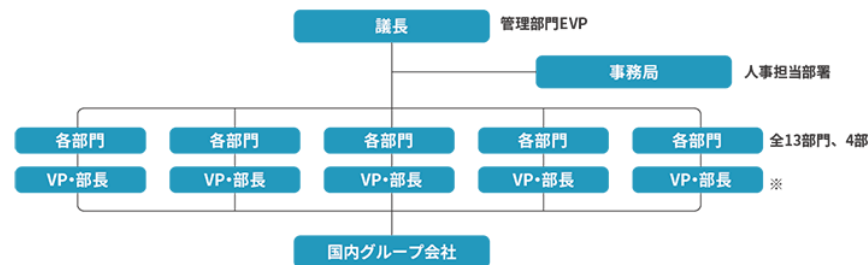 議長 管理部門EVP
事務局 人事担当部署
各部門 各部門 各部門 各部門 各部門 全13部門、4部
VP・部長 VP・部長 VP・部長 VP・部長 VP・部長 ※
国内グループ会社